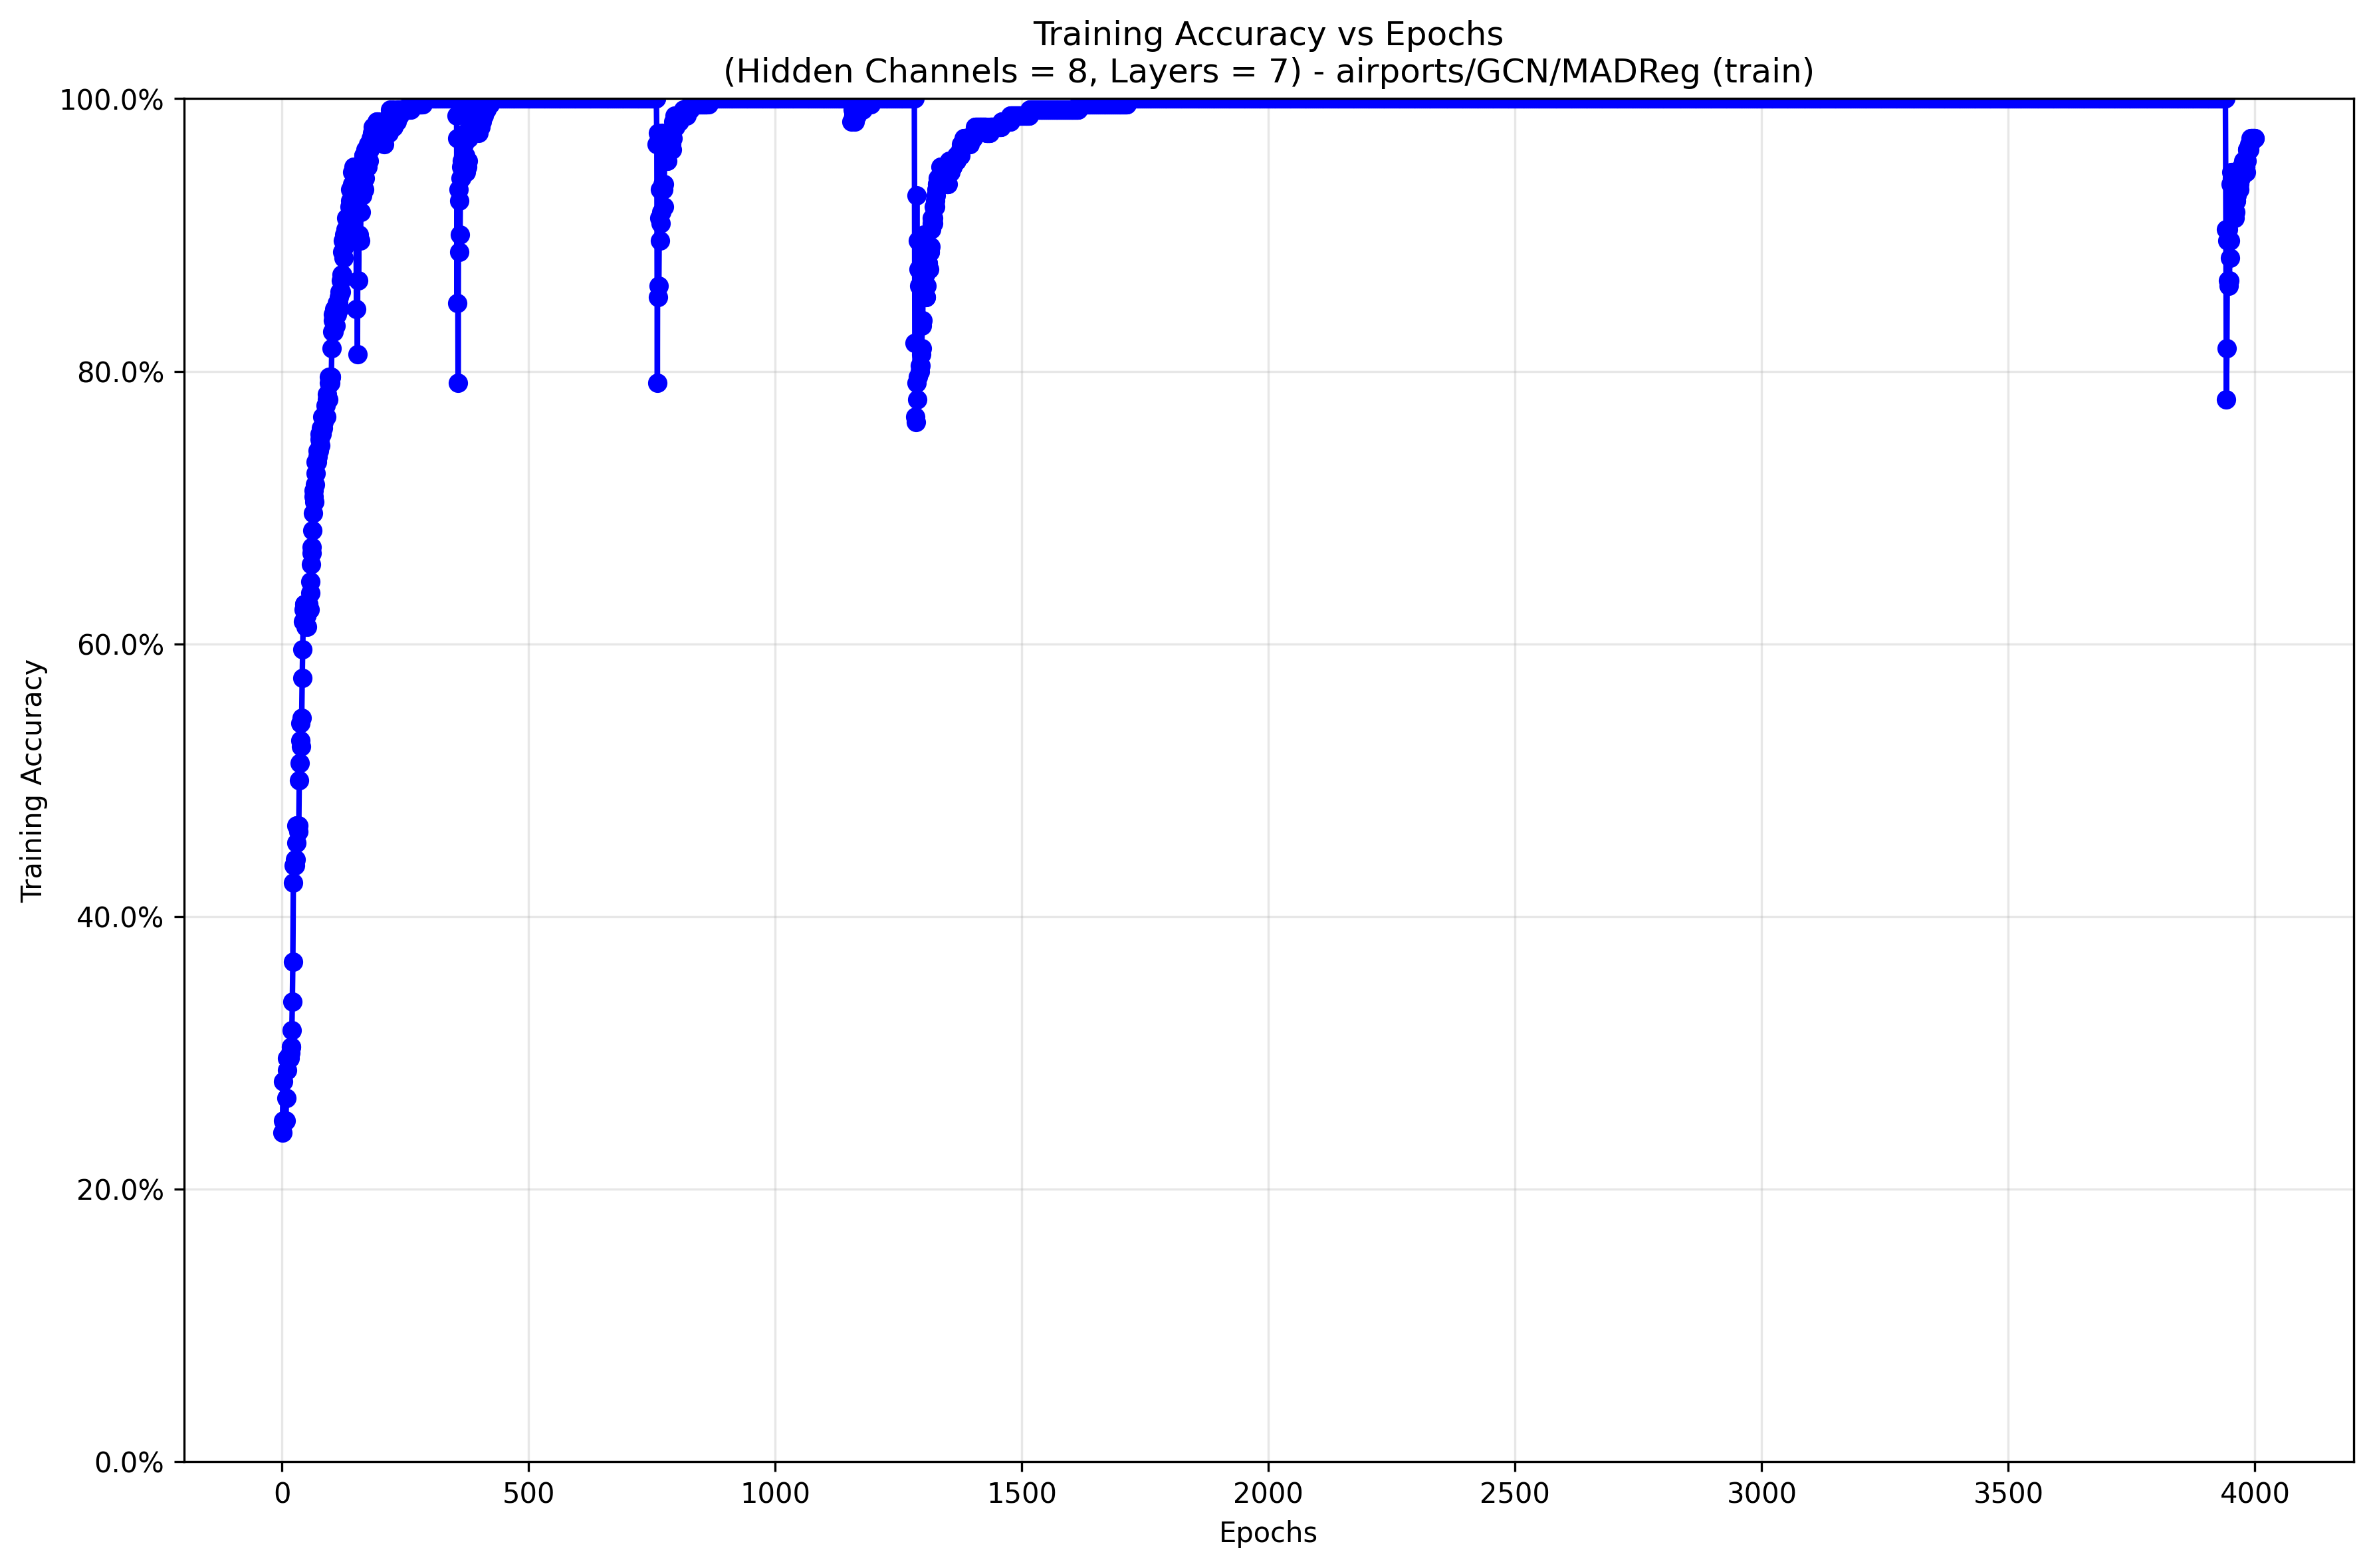 Training Accuracy vs Epochs
(Hidden Channels = 8, Layers = 7) - airports/GCN/MADReg (train)
100.0%
80.0%
60.0%
40.0%
20.0%
0.0%
Training Accuracy
0 500 1000 1500 2000 2500 3000 3500 4000
Epochs